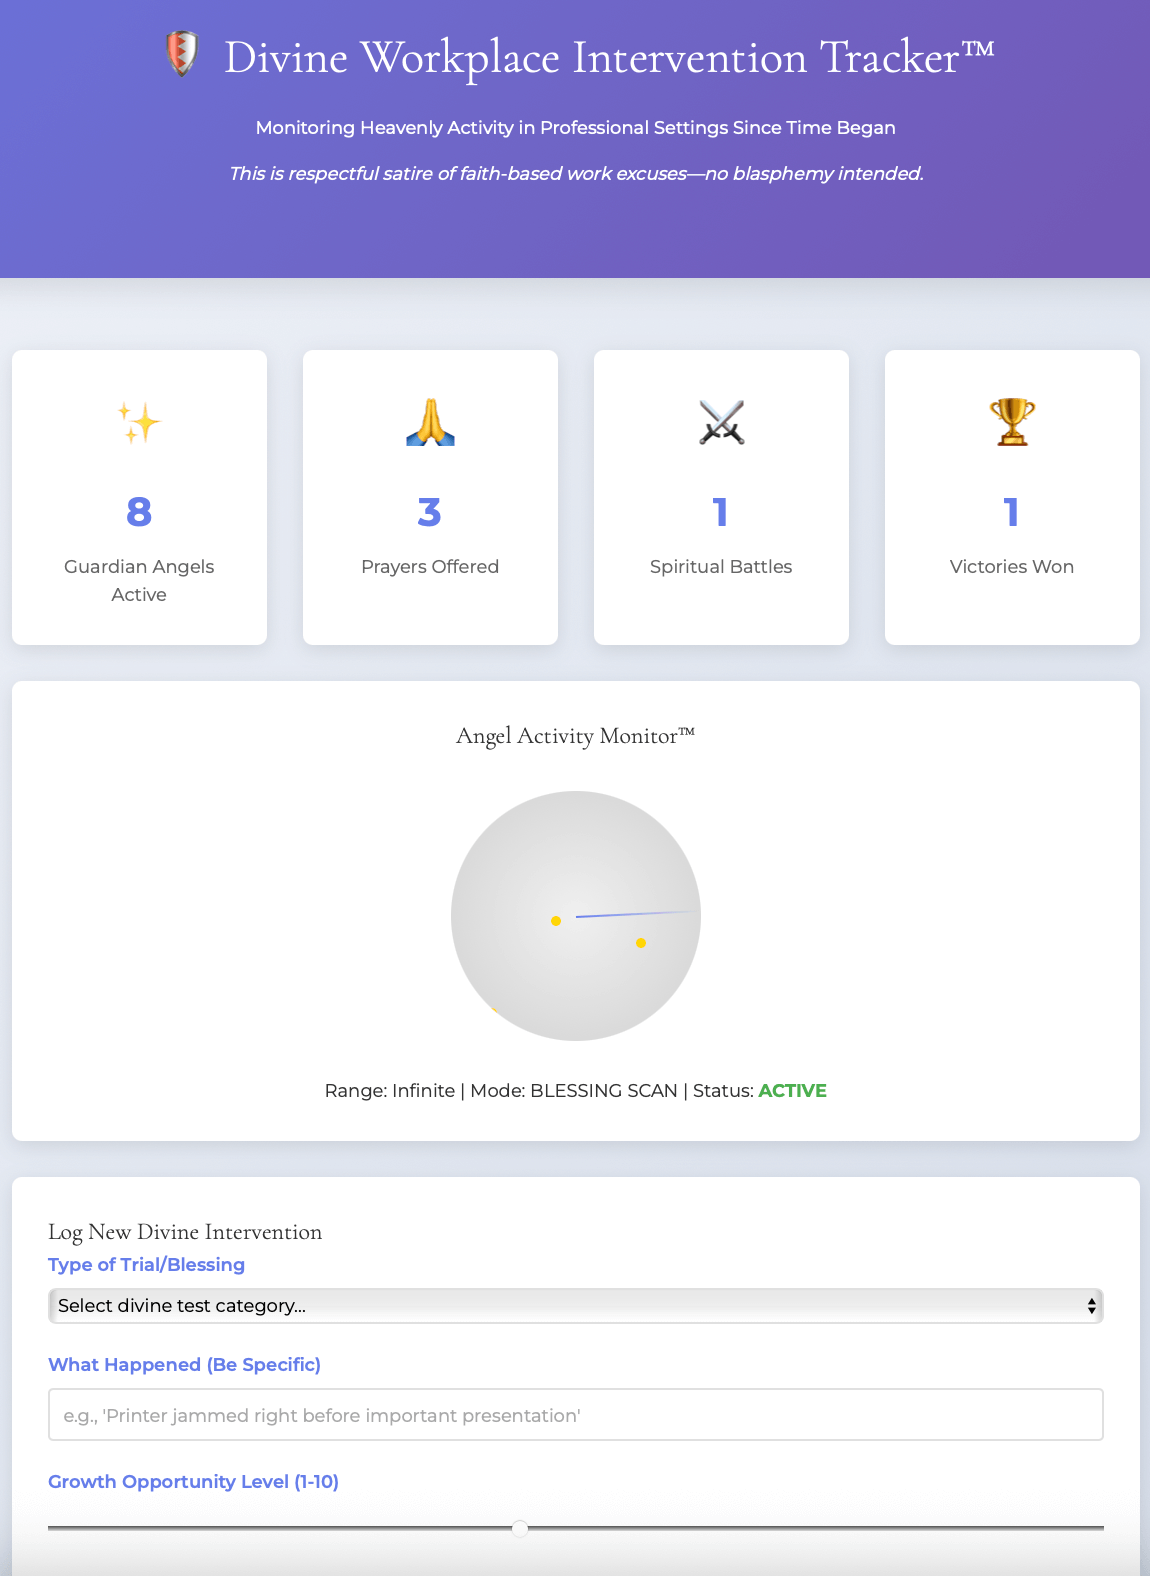 Divine Workplace Intervention Tracker™
Monitoring Heavenly Activity in Professional Settings Since Time Began
This is respectful satire of faith-based work excuses—no blasphemy intended.
8
Guardian Angels
Active
3
Prayers Offered
1
Spiritual Battles
1
Victories Won
Angel Activity Monitor™
Range: Infinite | Mode: BLESSING SCAN | Status: ACTIVE
Log New Divine Intervention
Type of Trial/Blessing
Select divine test category...
What Happened (Be Specific)
e.g., 'Printer jammed right before important presentation'
Growth Opportunity Level (1-10)